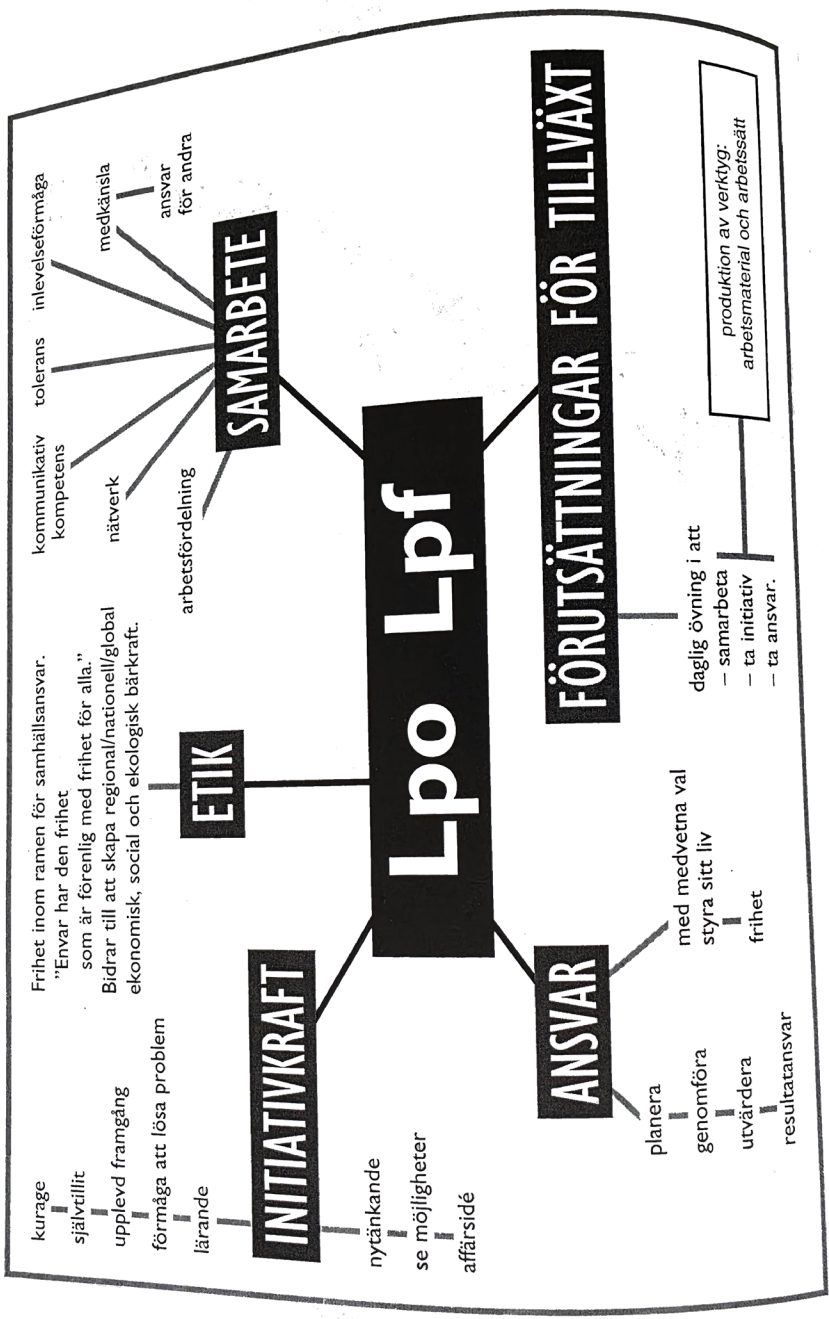 kurage
självtillit
upplevd framgång
förmåga att lösa problem
lärande
INITIATIVKRAFT
nytänkande
se möjligheter
affärsidé
Frihet inom ramen för samhällsansvar.
”Envar har den frihet
som är förenlig med frihet för alla.”
Bidrar till att skapa regional/nationell/global
ekonomisk, social och ekologisk bärkraft.
ETIK
kommunikativ
kompetens
tolerans
inlevelseförmåga
medkänsla
ansvar
för andra
nätverk
arbetsfördelning
SAMARBETE
Lpo Lpf
ANSVAR
planera
genomföra
utvärdera
resultatansvar
med medvetna val
styra sitt liv
frihet
FÖRUTSÄTTNINGAR FÖR TILLVÄXT
daglig övning i att
– samarbeta
– ta initiativ
– ta ansvar.
produktion av verktyg:
arbetsmaterial och arbetssätt